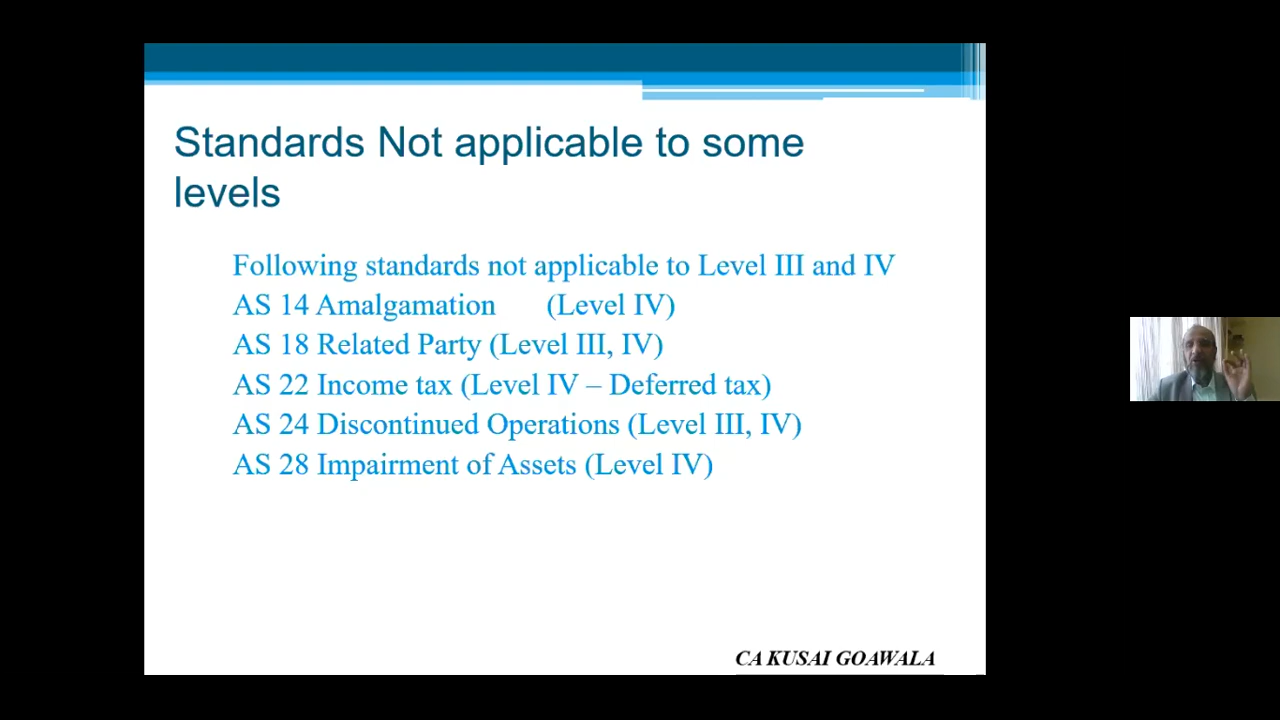 Standards Not applicable to some
levels
Following standards not applicable to Level III and IV
AS 14 Amalgamation (Level IV)
AS 18 Related Party (Level III, IV)
AS 22 Income tax (Level IV – Deferred tax)
AS 24 Discontinued Operations (Level III, IV)
AS 28 Impairment of Assets (Level IV)
CA KUSAI GOAWALA